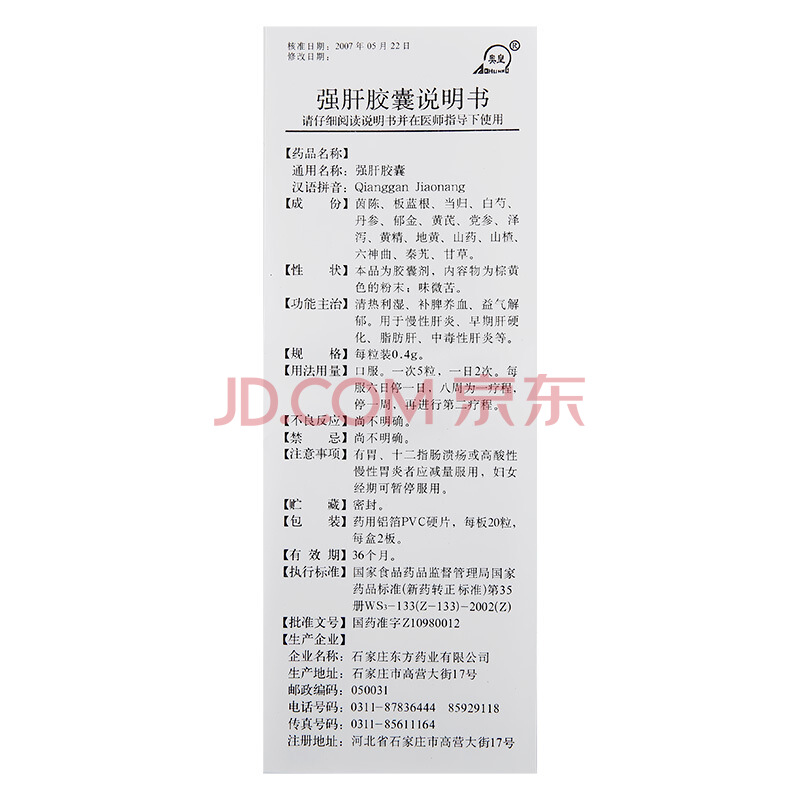 核准日期：2007年05月22日
修改日期：
奥皇
AOHUANG
®
强肝胶囊说明书
请仔细阅读说明书并在医师指导下使用
【药品名称】
通用名称：强肝胶囊
汉语拼音：Qianggan Jiaonang
【成　份】茵陈、板蓝根、当归、白芍、
丹参、郁金、黄芪、党参、泽
泻、黄精、地黄、山药、山楂、
六神曲、秦艽、甘草。
【性　状】本品为胶囊剂，内容物为棕黄
色的粉末；味微苦。
【功能主治】清热利湿、补脾养血、益气解
郁。用于慢性肝炎、早期肝硬
化、脂肪肝、中毒性肝炎等。
【规　格】每粒装0.4g。
【用法用量】口服。一次5粒，一日2次。每
服六日停一日，八周为一疗程，
停一周，再进行第二疗程。
JD.COM 京东
【不良反应】尚不明确。
【禁　忌】尚不明确。
【注意事项】有胃、十二指肠溃疡或高酸性
慢性胃炎者应减量服用，妇女
经期可暂停服用。
【贮　藏】密封。
【包　装】药用铝箔PVC硬片，每板20粒，
每盒2板。
【有 效 期】36个月。
【执行标准】国家食品药品监督管理局国家
药品标准(新药转正标准)第35
册WS3-133(Z-133)-2002(Z)
【批准文号】国药准字Z10980012
【生产企业】
企业名称：石家庄东方药业有限公司
生产地址：石家庄市高营大街17号
邮政编码：050031
电话号码：0311-87836444　85929118
传真号码：0311-85611164
注册地址：河北省石家庄市高营大街17号